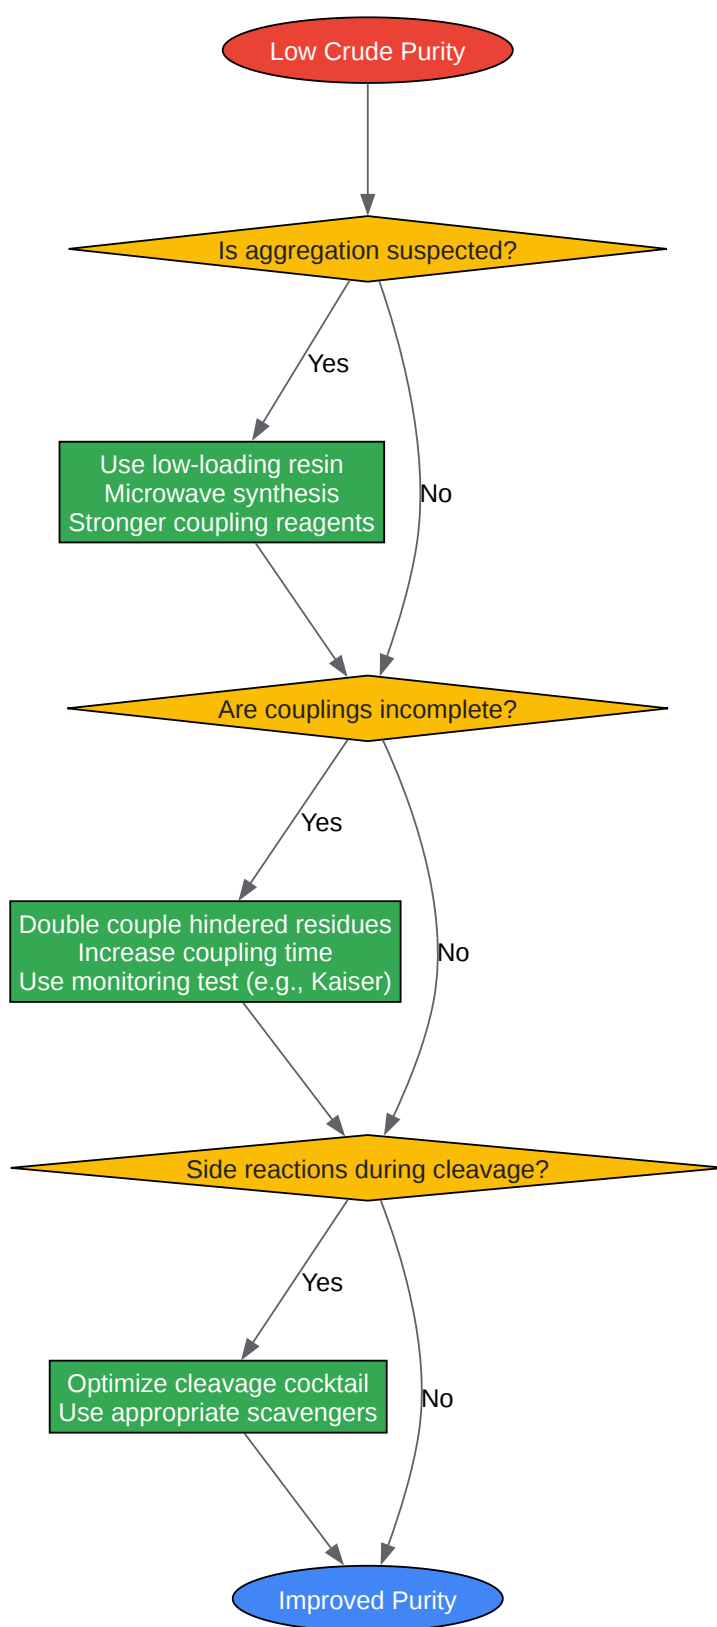 Low Crude Purity
Is aggregation suspected?
Yes
Use low-loading resin
Microwave synthesis
Stronger coupling reagents
No
Are couplings incomplete?
Yes
Double couple hindered residues
Increase coupling time
Use monitoring test (e.g., Kaiser)
No
Side reactions during cleavage?
Yes
Optimize cleavage cocktail
Use appropriate scavengers
No
Improved Purity